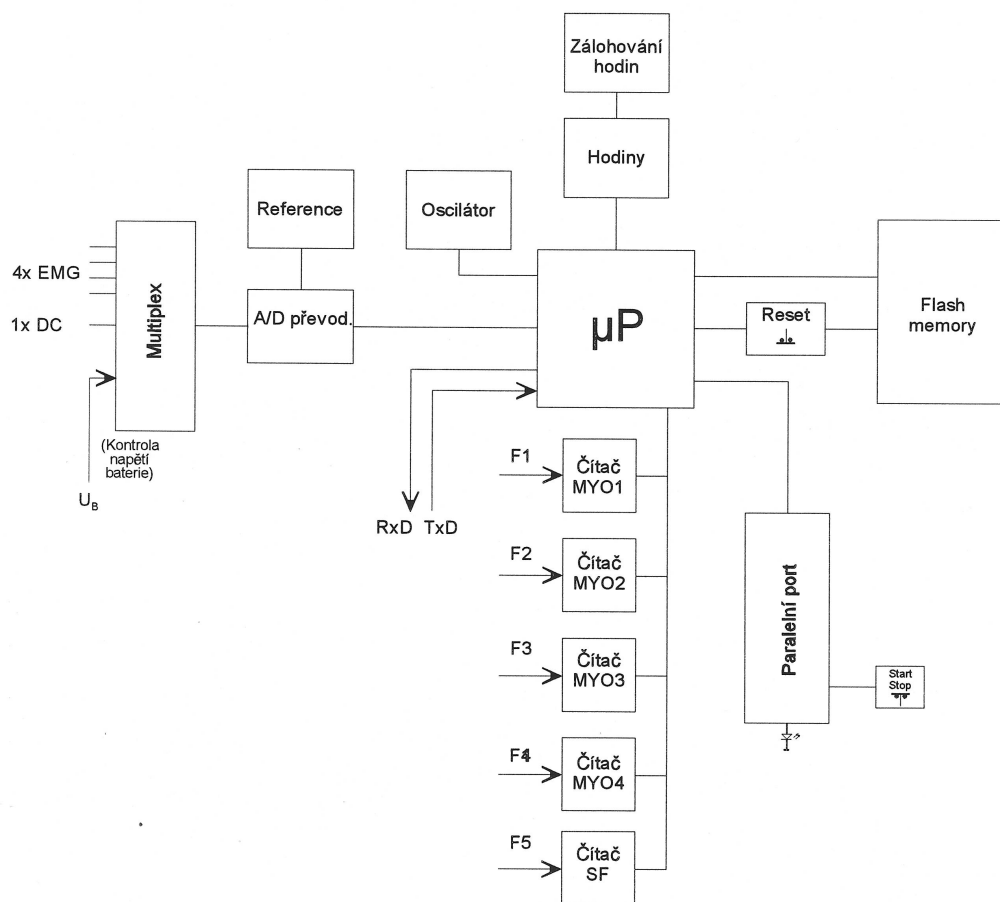 Zálohování
hodin
Hodiny
Reference
Oscilátor
4x EMG
1x DC
Multiplex
A/D převod.
µP
Reset
Flash
memory
(Kontrola
napětí
baterie)
U_B
RxD TxD
F1
Čítač
MYO1
F2
Čítač
MYO2
F3
Čítač
MYO3
F4
Čítač
MYO4
F5
Čítač
SF
Paralelní port
Start
Stop